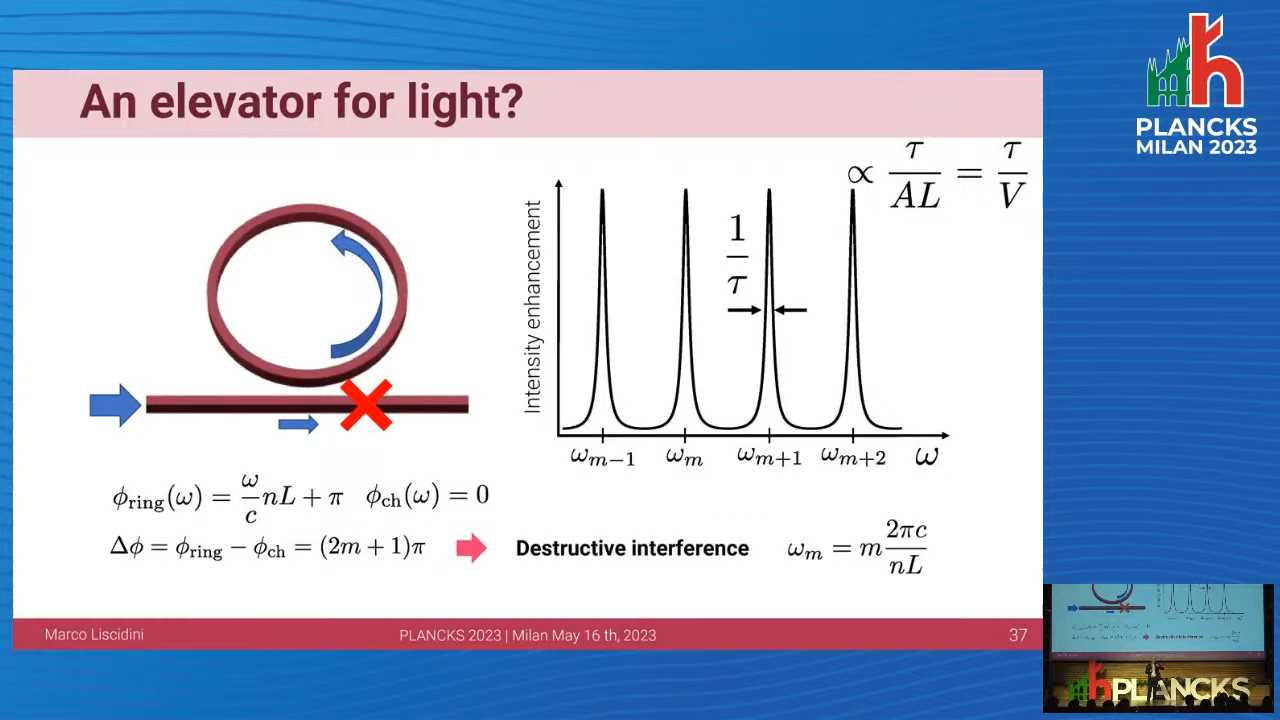 An elevator for light?
PLANCKS
MILAN 2023
∝ τ/AL = τ/V
Intensity enhancement
1/τ
ω_{m−1} ω_m ω_{m+1} ω_{m+2} ω
ϕ_ring(ω) = ω/c nL + π ϕ_ch(ω) = 0
Δϕ = ϕ_ring − ϕ_ch = (2m + 1)π
Destructive interference
ω_m = m 2πc/nL
Marco Liscidini
PLANCKS 2023 | Milan May 16 th, 2023
37
PLANCKS